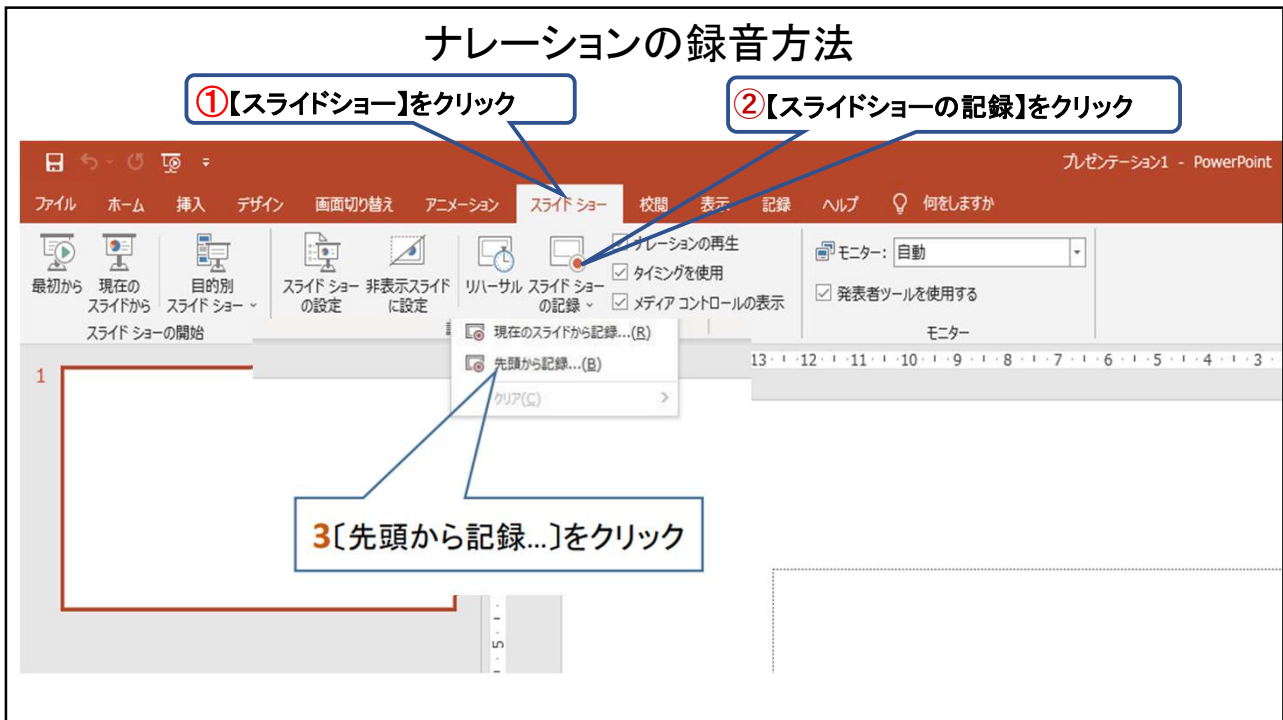 ナレーションの録音方法
①【スライドショー】をクリック
②【スライドショーの記録】をクリック
プレゼンテーション1 - PowerPoint
ファイル ホーム 挿入 デザイン 画面切り替え アニメーション スライド ショー 校閲 表示 記録 ヘルプ 何をしますか
最初から 現在の スライドから 目的別 スライド ショー
スライド ショー の設定 非表示スライド に設定 リハーサル スライド ショー の記録
ナレーションの再生
タイミングを使用
メディア コントロールの表示
モニター: 自動
発表者ツールを使用する
スライド ショーの開始
モニター
現在のスライドから記録...(R)
先頭から記録...(B)
クリア(C)
13 12 11 10 9 8 7 6 5 4 3
1
3〔先頭から記録...〕をクリック
5